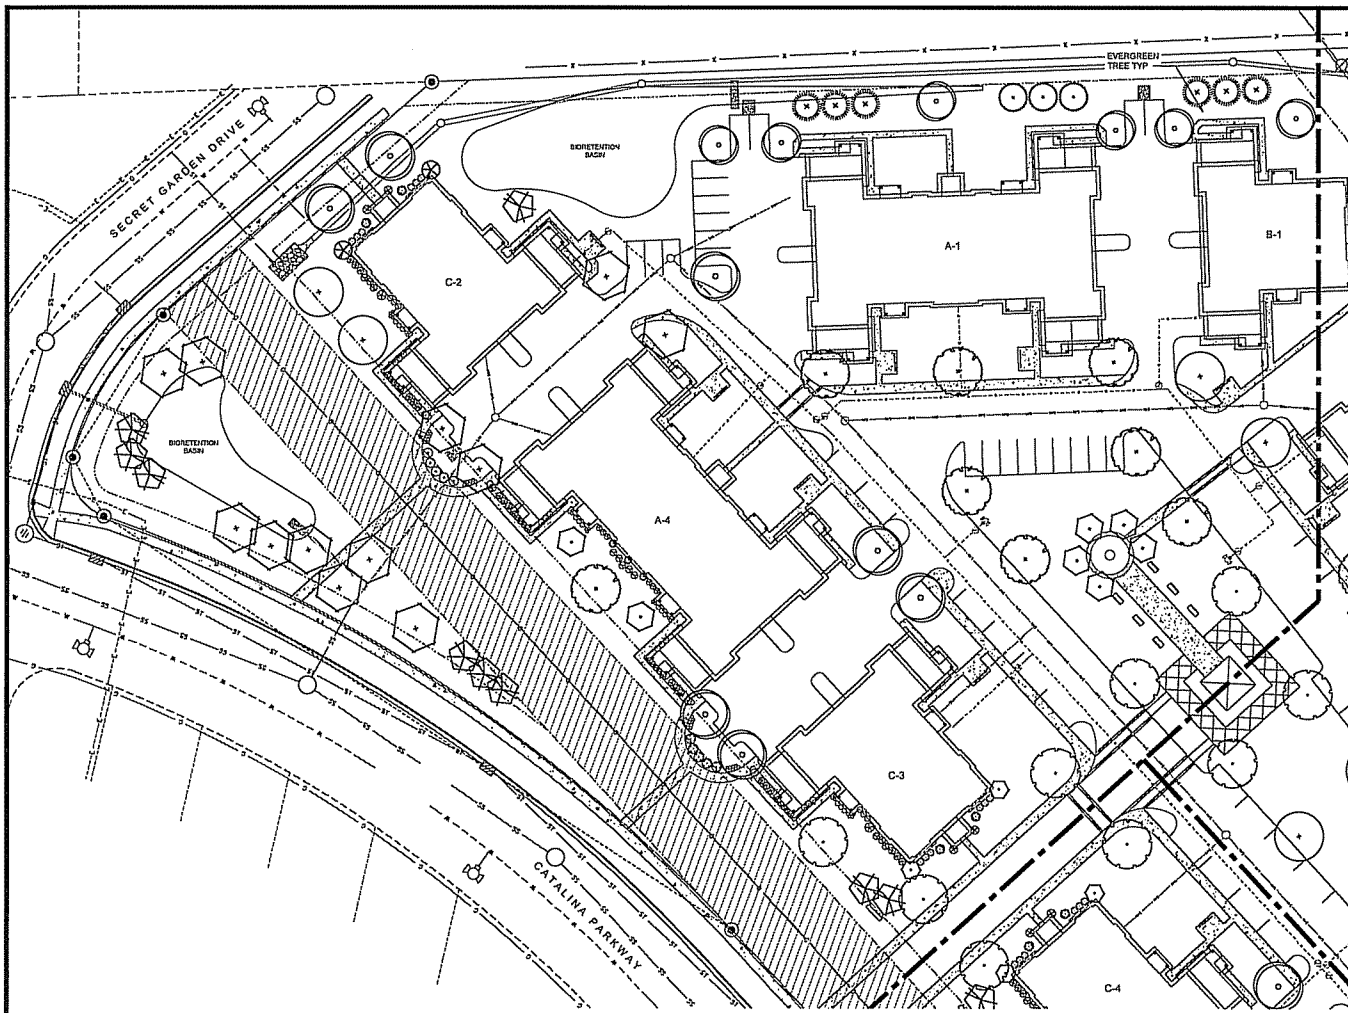 EVERGREEN
TREE TYP
SECRET GARDEN DRIVE
BIORETENTION
BASIN
C-2
A-1
B-1
BIORETENTION
BASIN
A-4
C-3
CATALINA PARKWAY
C-4